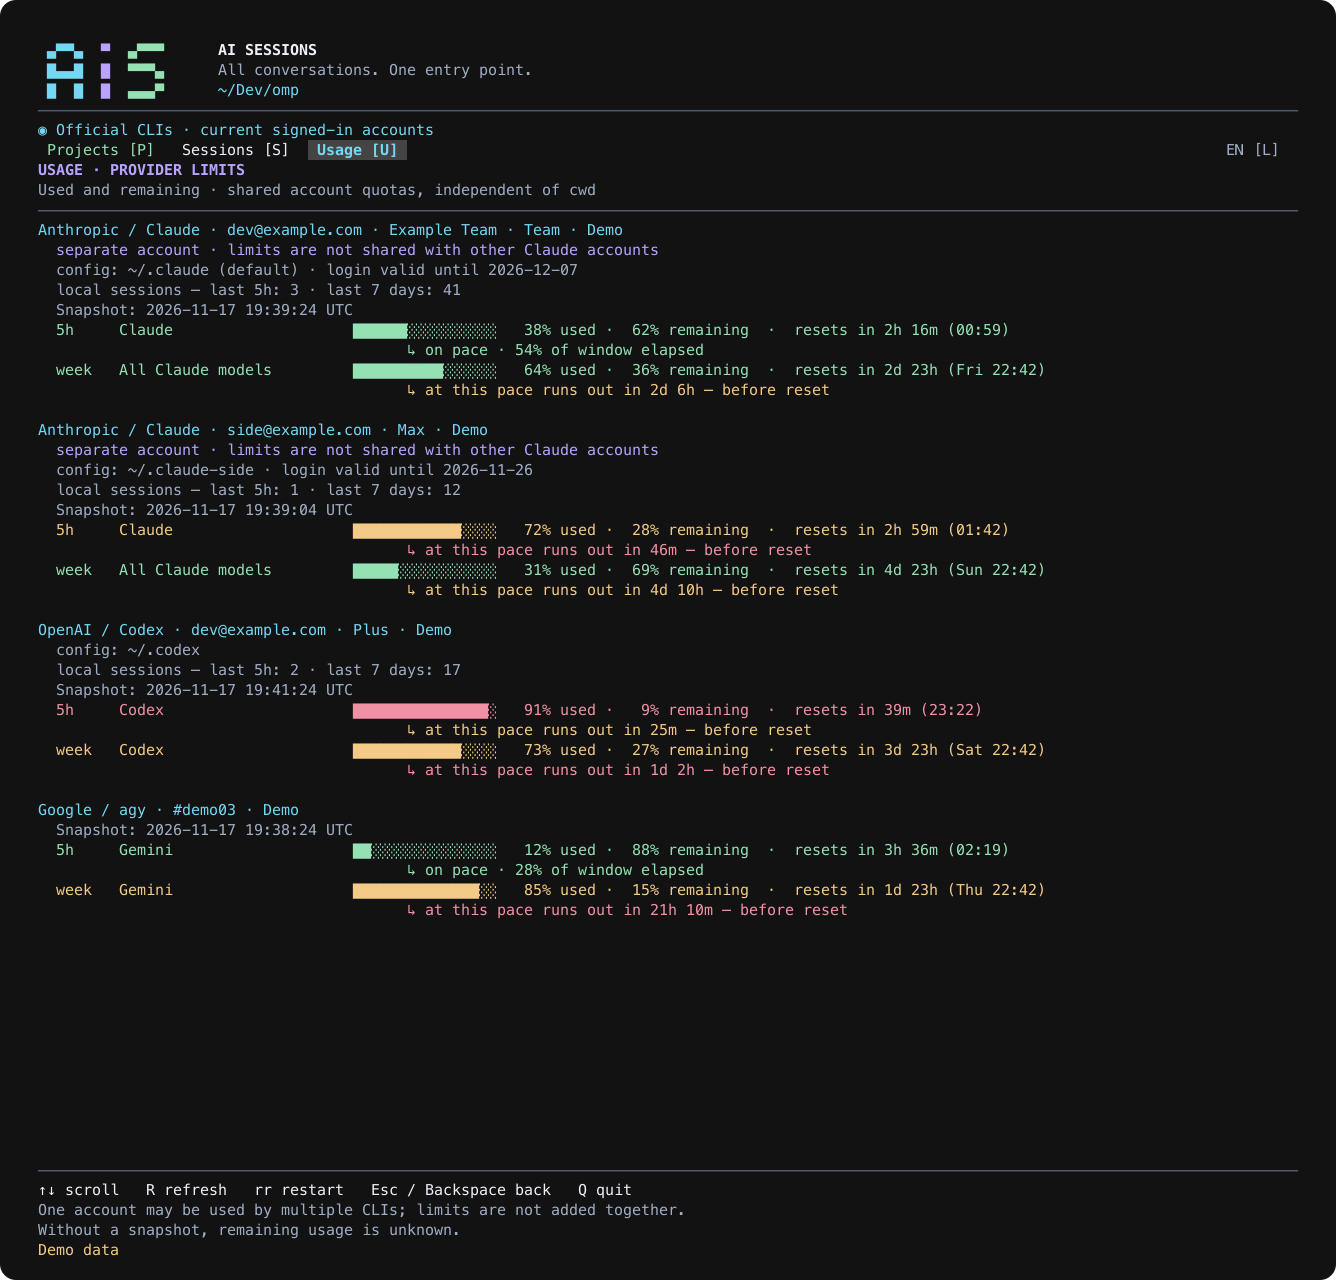 AiS
AI SESSIONS
All conversations. One entry point.
~/Dev/omp
◉ Official CLIs · current signed-in accounts
Projects [P]   Sessions [S]   Usage [U]   EN [L]
USAGE · PROVIDER LIMITS
Used and remaining · shared account quotas, independent of cwd
Anthropic / Claude · dev@example.com · Example Team · Team · Demo
separate account · limits are not shared with other Claude accounts
config: ~/.claude (default) · login valid until 2026-12-07
local sessions — last 5h: 3 · last 7 days: 41
Snapshot: 2026-11-17 19:39:24 UTC
5h     Claude     38% used ·  62% remaining  ·  resets in 2h 16m (00:59)
↳ on pace · 54% of window elapsed
week   All Claude models     64% used ·  36% remaining  ·  resets in 2d 23h (Fri 22:42)
↳ at this pace runs out in 2d 6h — before reset
Anthropic / Claude · side@example.com · Max · Demo
separate account · limits are not shared with other Claude accounts
config: ~/.claude-side · login valid until 2026-11-26
local sessions — last 5h: 1 · last 7 days: 12
Snapshot: 2026-11-17 19:39:04 UTC
5h     Claude     72% used ·  28% remaining  ·  resets in 2h 59m (01:42)
↳ at this pace runs out in 46m — before reset
week   All Claude models     31% used ·  69% remaining  ·  resets in 4d 23h (Sun 22:42)
↳ at this pace runs out in 4d 10h — before reset
OpenAI / Codex · dev@example.com · Plus · Demo
config: ~/.codex
local sessions — last 5h: 2 · last 7 days: 17
Snapshot: 2026-11-17 19:41:24 UTC
5h     Codex     91% used ·   9% remaining  ·  resets in 39m (23:22)
↳ at this pace runs out in 25m — before reset
week   Codex     73% used ·  27% remaining  ·  resets in 3d 23h (Sat 22:42)
↳ at this pace runs out in 1d 2h — before reset
Google / agy · #demo03 · Demo
Snapshot: 2026-11-17 19:38:24 UTC
5h     Gemini     12% used ·  88% remaining  ·  resets in 3h 36m (02:19)
↳ on pace · 28% of window elapsed
week   Gemini     85% used ·  15% remaining  ·  resets in 1d 23h (Thu 22:42)
↳ at this pace runs out in 21h 10m — before reset
↑↓ scroll   R refresh   rr restart   Esc / Backspace back   Q quit
One account may be used by multiple CLIs; limits are not added together.
Without a snapshot, remaining usage is unknown.
Demo data